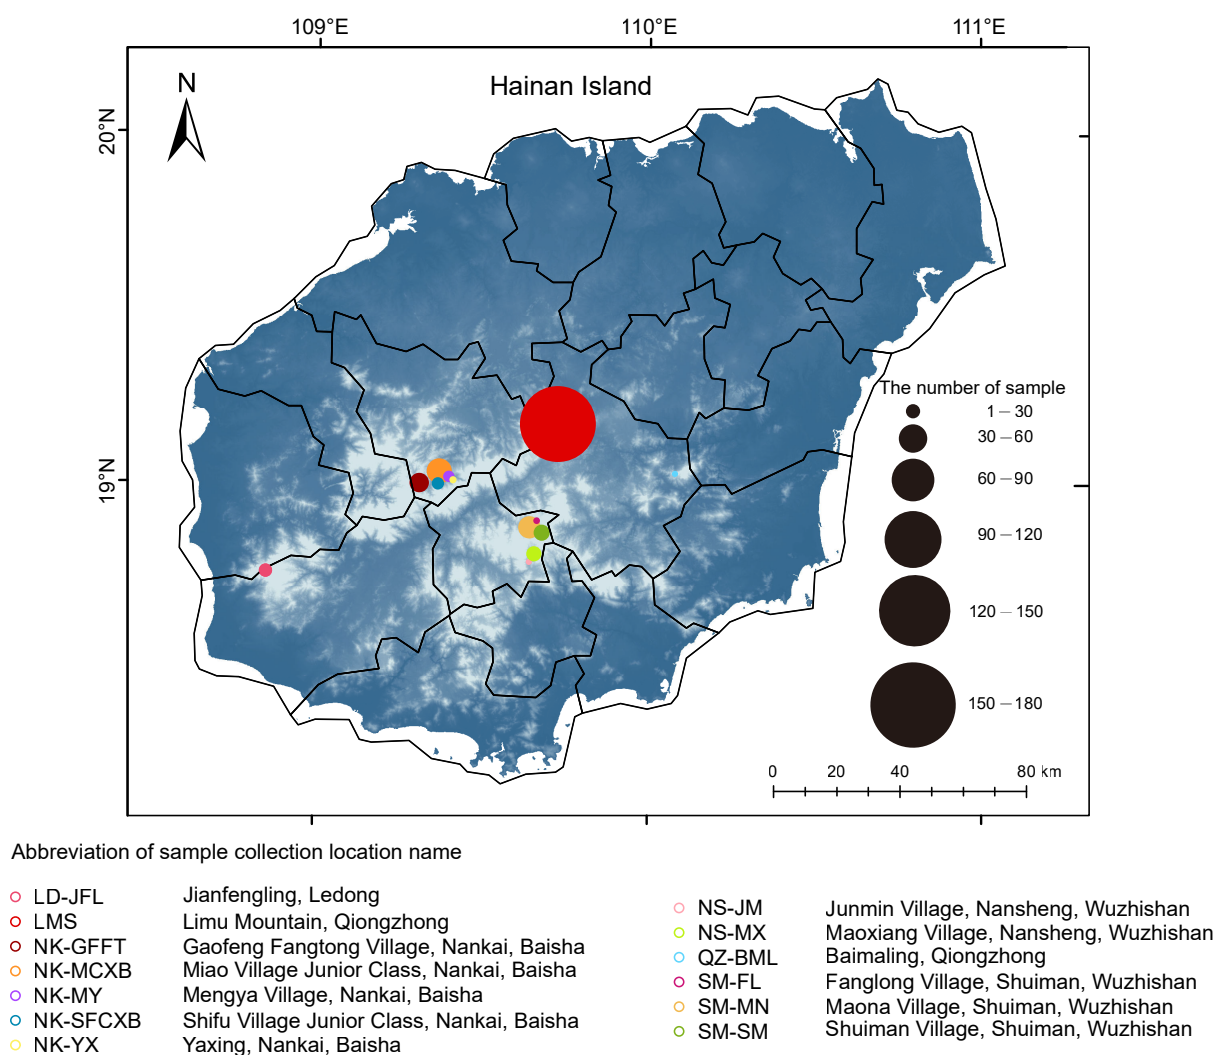 109°E 110°E 111°E
N
Hainan Island
20°N
19°N
The number of sample
1 – 30
30 – 60
60 – 90
90 – 120
120 – 150
150 – 180
0 20 40 80 km
Abbreviation of sample collection location name
LD-JFL Jianfengling, Ledong
LMS Limu Mountain, Qiongzhong
NK-GFFT Gaofeng Fangtong Village, Nankai, Baisha
NK-MCXB Miao Village Junior Class, Nankai, Baisha
NK-MY Mengya Village, Nankai, Baisha
NK-SFCXB Shifu Village Junior Class, Nankai, Baisha
NK-YX Yaxing, Nankai, Baisha
NS-JM Junmin Village, Nansheng, Wuzhishan
NS-MX Maoxiang Village, Nansheng, Wuzhishan
QZ-BML Baimaling, Qiongzhong
SM-FL Fanglong Village, Shuiman, Wuzhishan
SM-MN Maona Village, Shuiman, Wuzhishan
SM-SM Shuiman Village, Shuiman, Wuzhishan